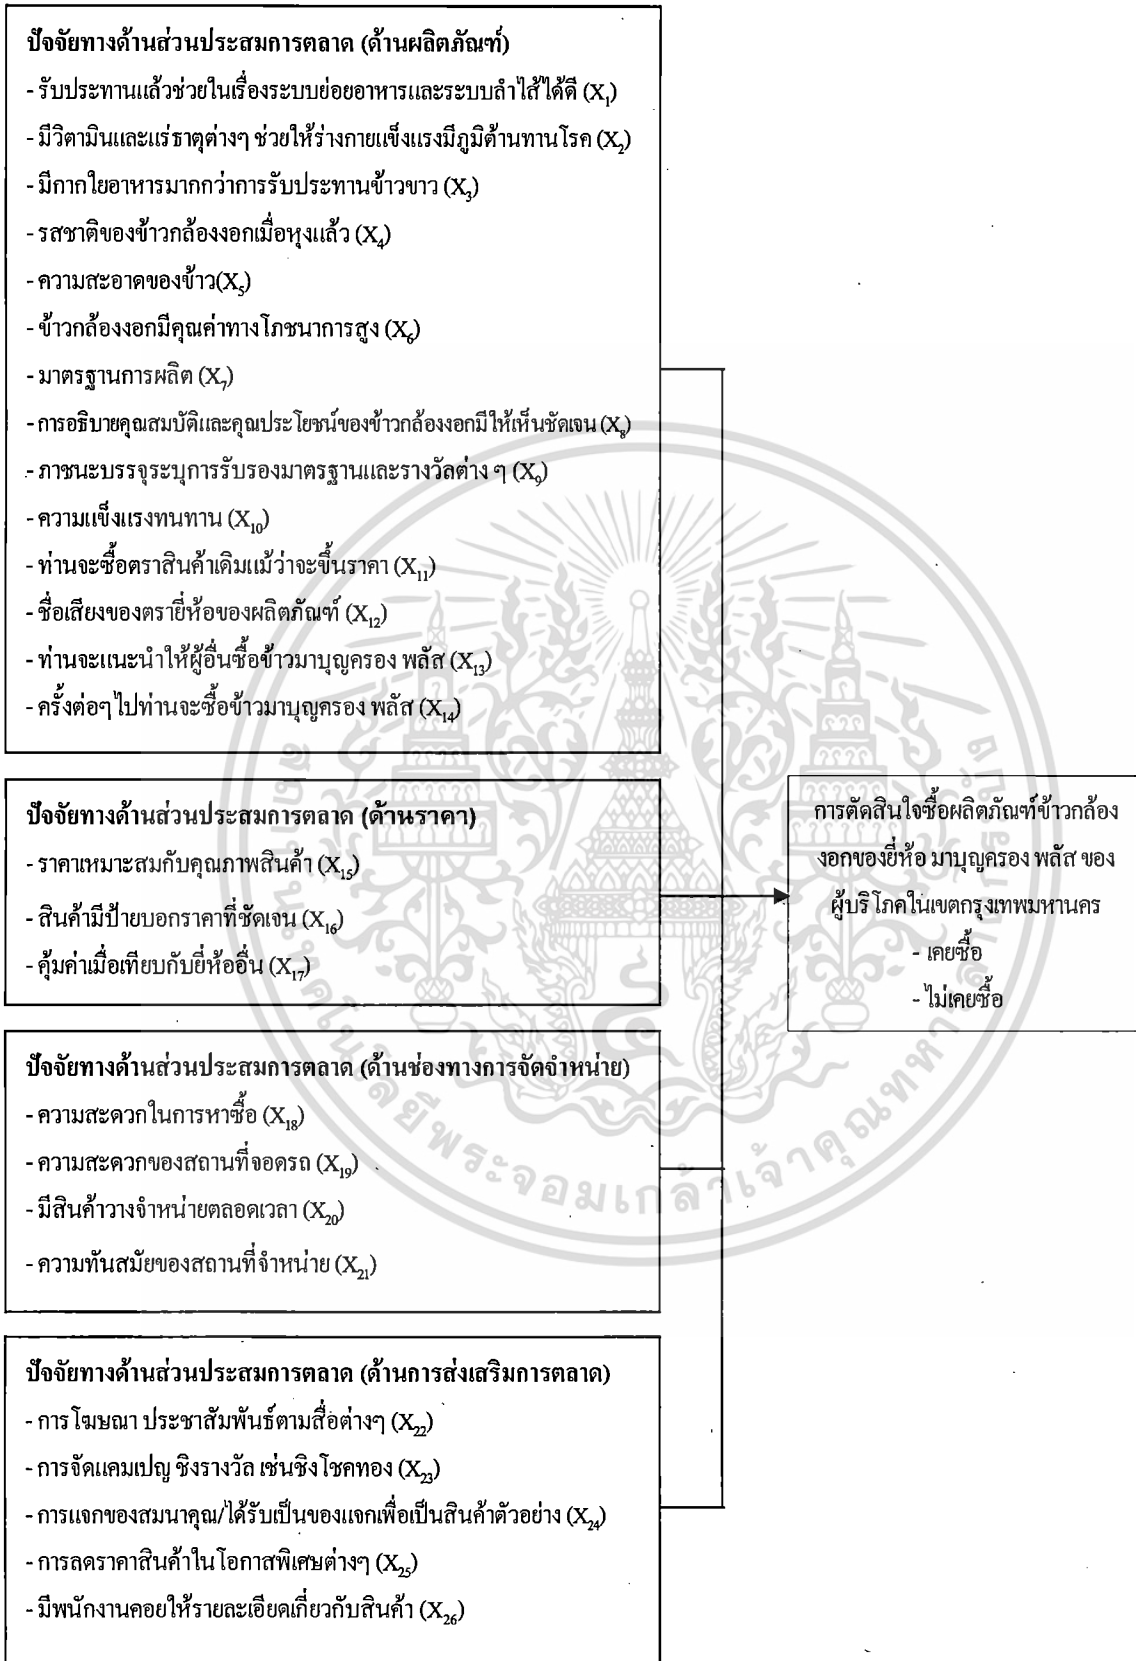 ปัจจัยทางด้านส่วนประสมการตลาด (ด้านผลิตภัณฑ์)
- รับประทานแล้วช่วยในเรื่องระบบย่อยอาหารและระบบลำไส้ได้ดี (X₁)
- มีวิตามินและแร่ธาตุต่างๆ ช่วยให้ร่างกายแข็งแรงมีภูมิต้านทานโรค (X₂)
- มีกากใยอาหารมากกว่าการรับประทานข้าวขาว (X₃)
- รสชาติของข้าวกล้องงอกเมื่อหุงแล้ว (X₄)
- ความสะอาดของข้าว(X₅)
- ข้าวกล้องงอกมีคุณค่าทางโภชนาการสูง (X₆)
- มาตรฐานการผลิต (X₇)
- การอธิบายคุณสมบัติและคุณประโยชน์ของข้าวกล้องงอกมีให้เห็นชัดเจน (X₈)
- ภาชนะบรรจุระบุการรับรองมาตรฐานและรางวัลต่าง ๆ (X₉)
- ความแข็งแรงทนทาน (X₁₀)
- ท่านจะซื้อตราสินค้าเดิมแม้ว่าจะขึ้นราคา (X₁₁)
- ชื่อเสียงของตรายี่ห้อของผลิตภัณฑ์ (X₁₂)
- ท่านจะแนะนำให้ผู้อื่นซื้อข้าวมาบุญครอง พลัส (X₁₃)
- ครั้งต่อๆ ไปท่านจะซื้อข้าวมาบุญครอง พลัส (X₁₄)
ปัจจัยทางด้านส่วนประสมการตลาด (ด้านราคา)
- ราคาเหมาะสมกับคุณภาพสินค้า (X₁₅)
- สินค้ามีป้ายบอกราคาที่ชัดเจน (X₁₆)
- คุ้มค่าเมื่อเทียบกับยี่ห้ออื่น (X₁₇)
การตัดสินใจซื้อผลิตภัณฑ์ข้าวกล้อง
งอกของยี่ห้อ มาบุญครอง พลัส ของ
ผู้บริโภคในเขตกรุงเทพมหานคร
- เคยซื้อ
- ไม่เคยซื้อ
ปัจจัยทางด้านส่วนประสมการตลาด (ด้านช่องทางการจัดจำหน่าย)
- ความสะดวกในการหาซื้อ (X₁₈)
- ความสะดวกของสถานที่จอดรถ (X₁₉)
- มีสินค้าวางจำหน่ายตลอดเวลา (X₂₀)
- ความทันสมัยของสถานที่จำหน่าย (X₂₁)
ปัจจัยทางด้านส่วนประสมการตลาด (ด้านการส่งเสริมการตลาด)
- การโฆษณา ประชาสัมพันธ์ตามสื่อต่างๆ (X₂₂)
- การจัดแคมเปญ ชิงรางวัล เช่นชิงโชคทอง (X₂₃)
- การแจกของสมนาคุณ/ได้รับเป็นของแจกเพื่อเป็นสินค้าตัวอย่าง (X₂₄)
- การลดราคาสินค้าในโอกาสพิเศษต่างๆ (X₂₅)
- มีพนักงานคอยให้รายละเอียดเกี่ยวกับสินค้า (X₂₆)